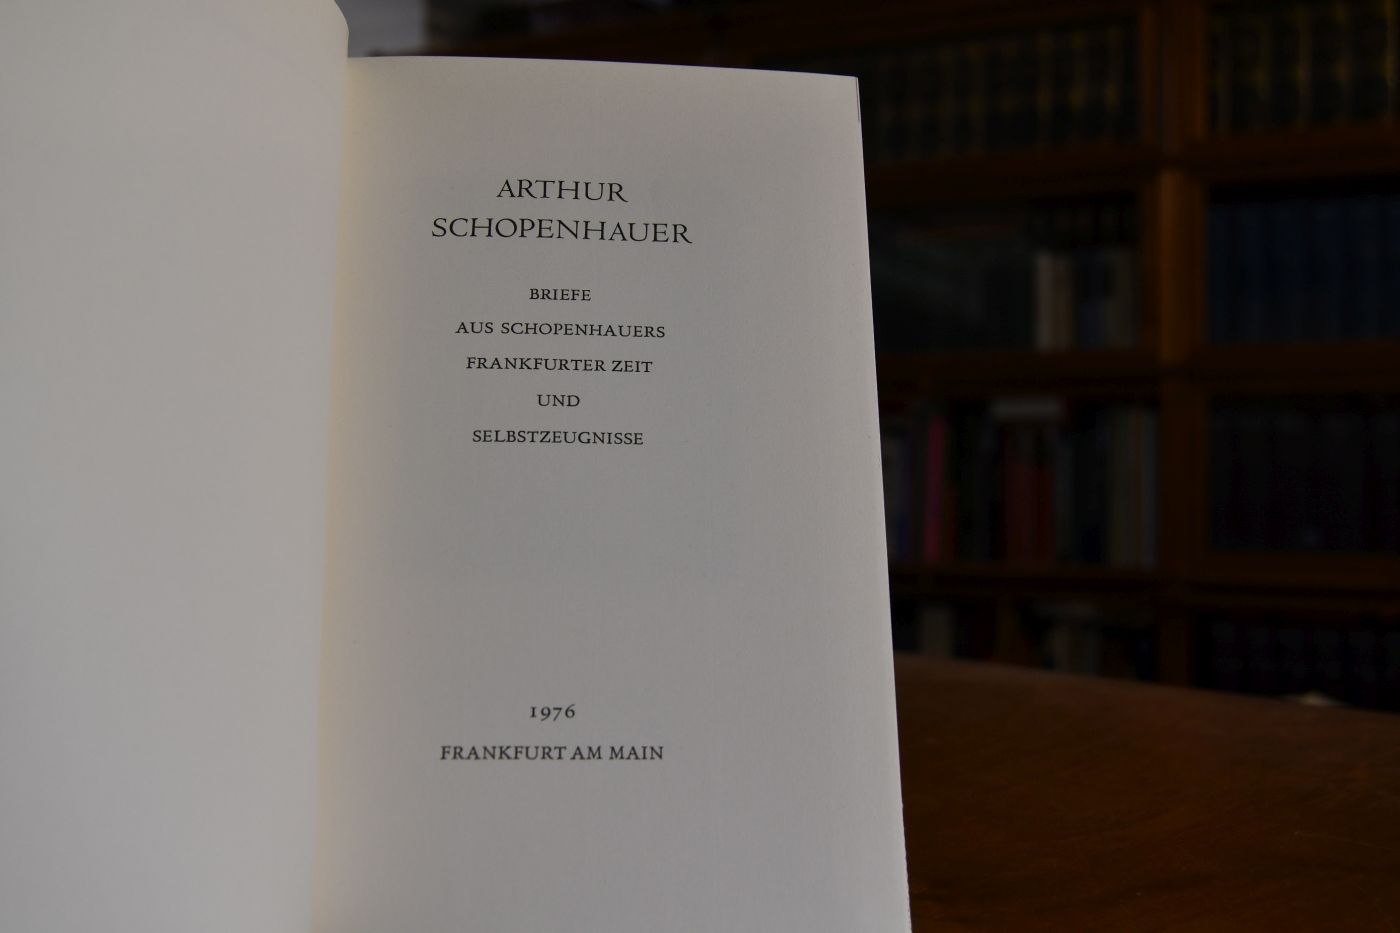 ARTHUR
SCHOPENHAUER
BRIEFE
AUS SCHOPENHAUERS
FRANKFURTER ZEIT
UND
SELBSTZEUGNISSE
1976
FRANKFURT AM MAIN